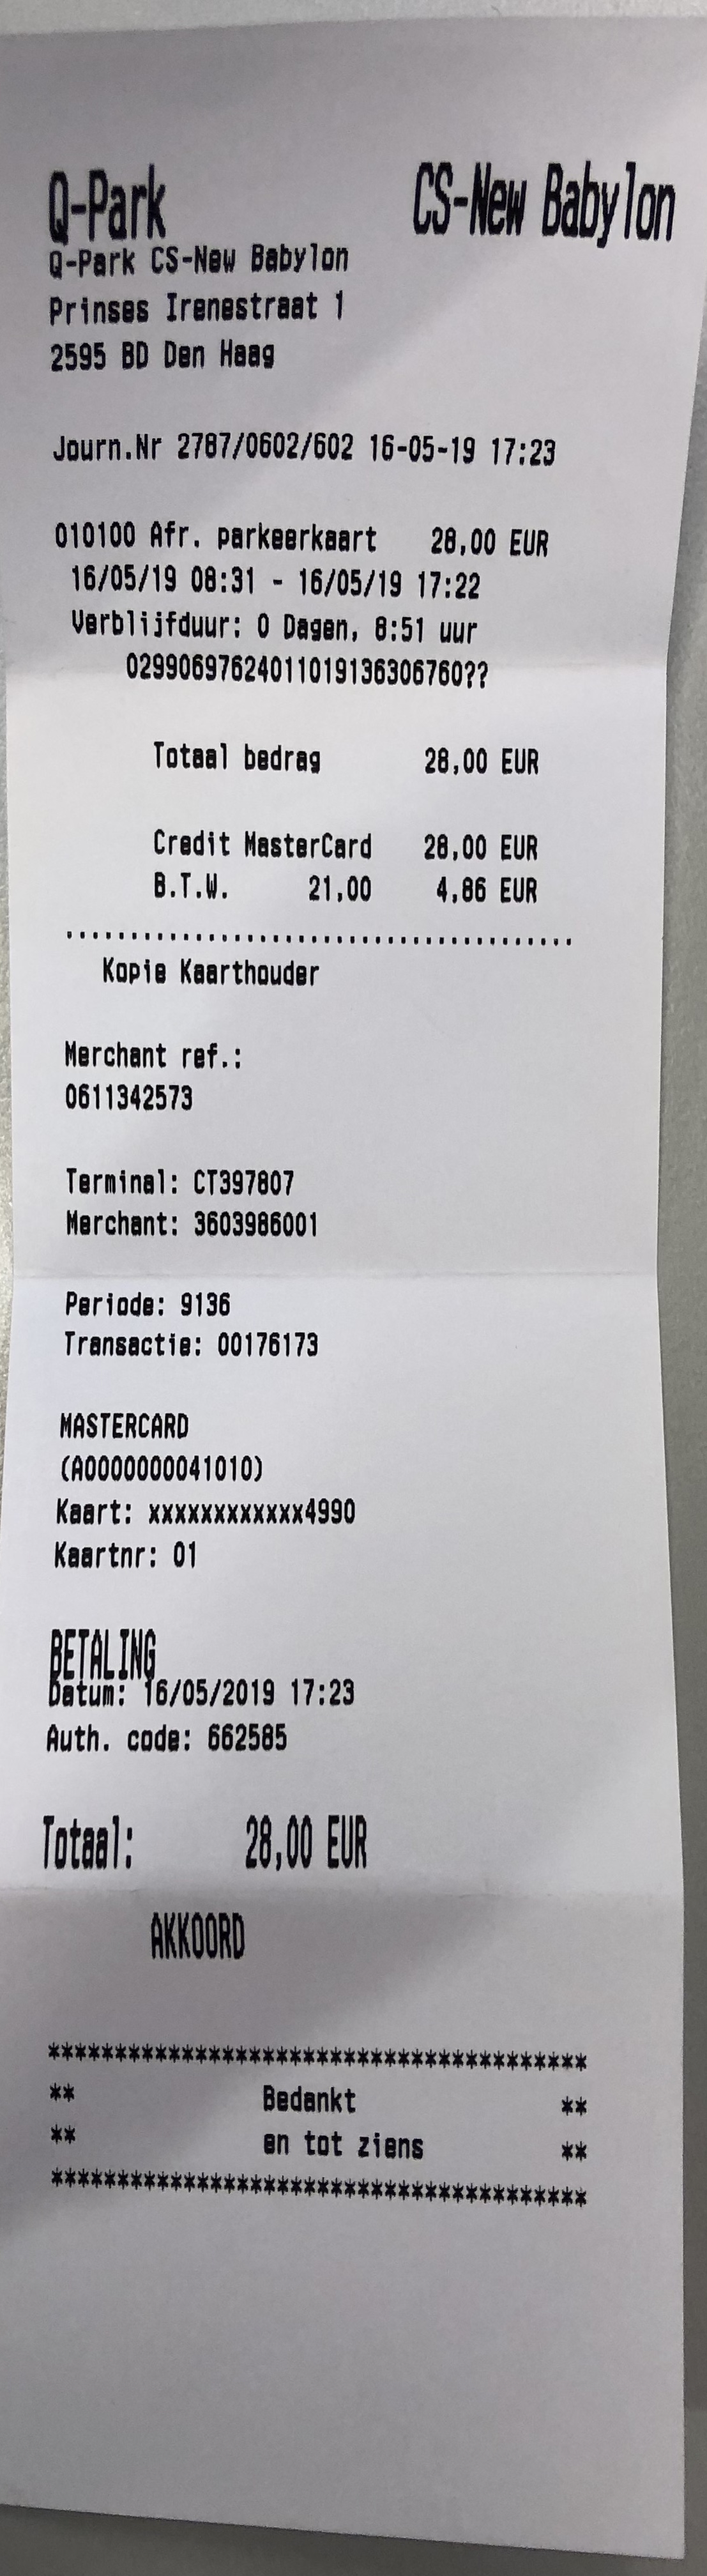 Q-Park CS-New Babylon
Q-Park CS-New Babylon
Prinses Irenestraat 1
2595 BD Den Haag
Journ.Nr 2787/0602/602 16-05-19 17:23
010100 Afr. parkeerkaart 28,00 EUR
16/05/19 08:31 - 16/05/19 17:22
Verblijfduur: 0 Dagen, 8:51 uur
02990697624011019136306760??
Totaal bedrag 28,00 EUR
Credit MasterCard 28,00 EUR
B.T.W. 21,00 4,86 EUR
.......................................
Kopie Kaarthouder
Merchant ref.:
0611342573
Terminal: CT397807
Merchant: 3603986001
Periode: 9136
Transactie: 00176173
MASTERCARD
(A0000000041010)
Kaart: xxxxxxxxxxxx4990
Kaartnr: 01
BETALING
Datum: 16/05/2019 17:23
Auth. code: 662585
Totaal: 28,00 EUR
AKKOORD
****************************************
** Bedankt **
** en tot ziens **
****************************************